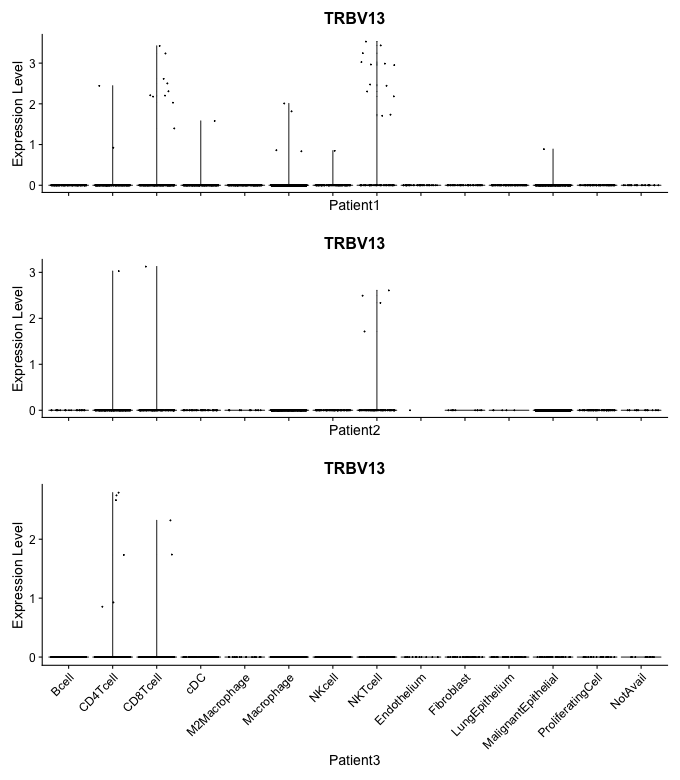 TRBV13
Expression Level
3
2
1
0
Patient1
TRBV13
Expression Level
3
2
1
0
Patient2
TRBV13
Expression Level
2
1
0
Bcell
CD4Tcell
CD8Tcell
cDC
M2Macrophage
Macrophage
NKcell
NKTcell
Endothelium
Fibroblast
LungEpithelium
MalignantEpithelial
ProliferatingCell
NotAvail
Patient3